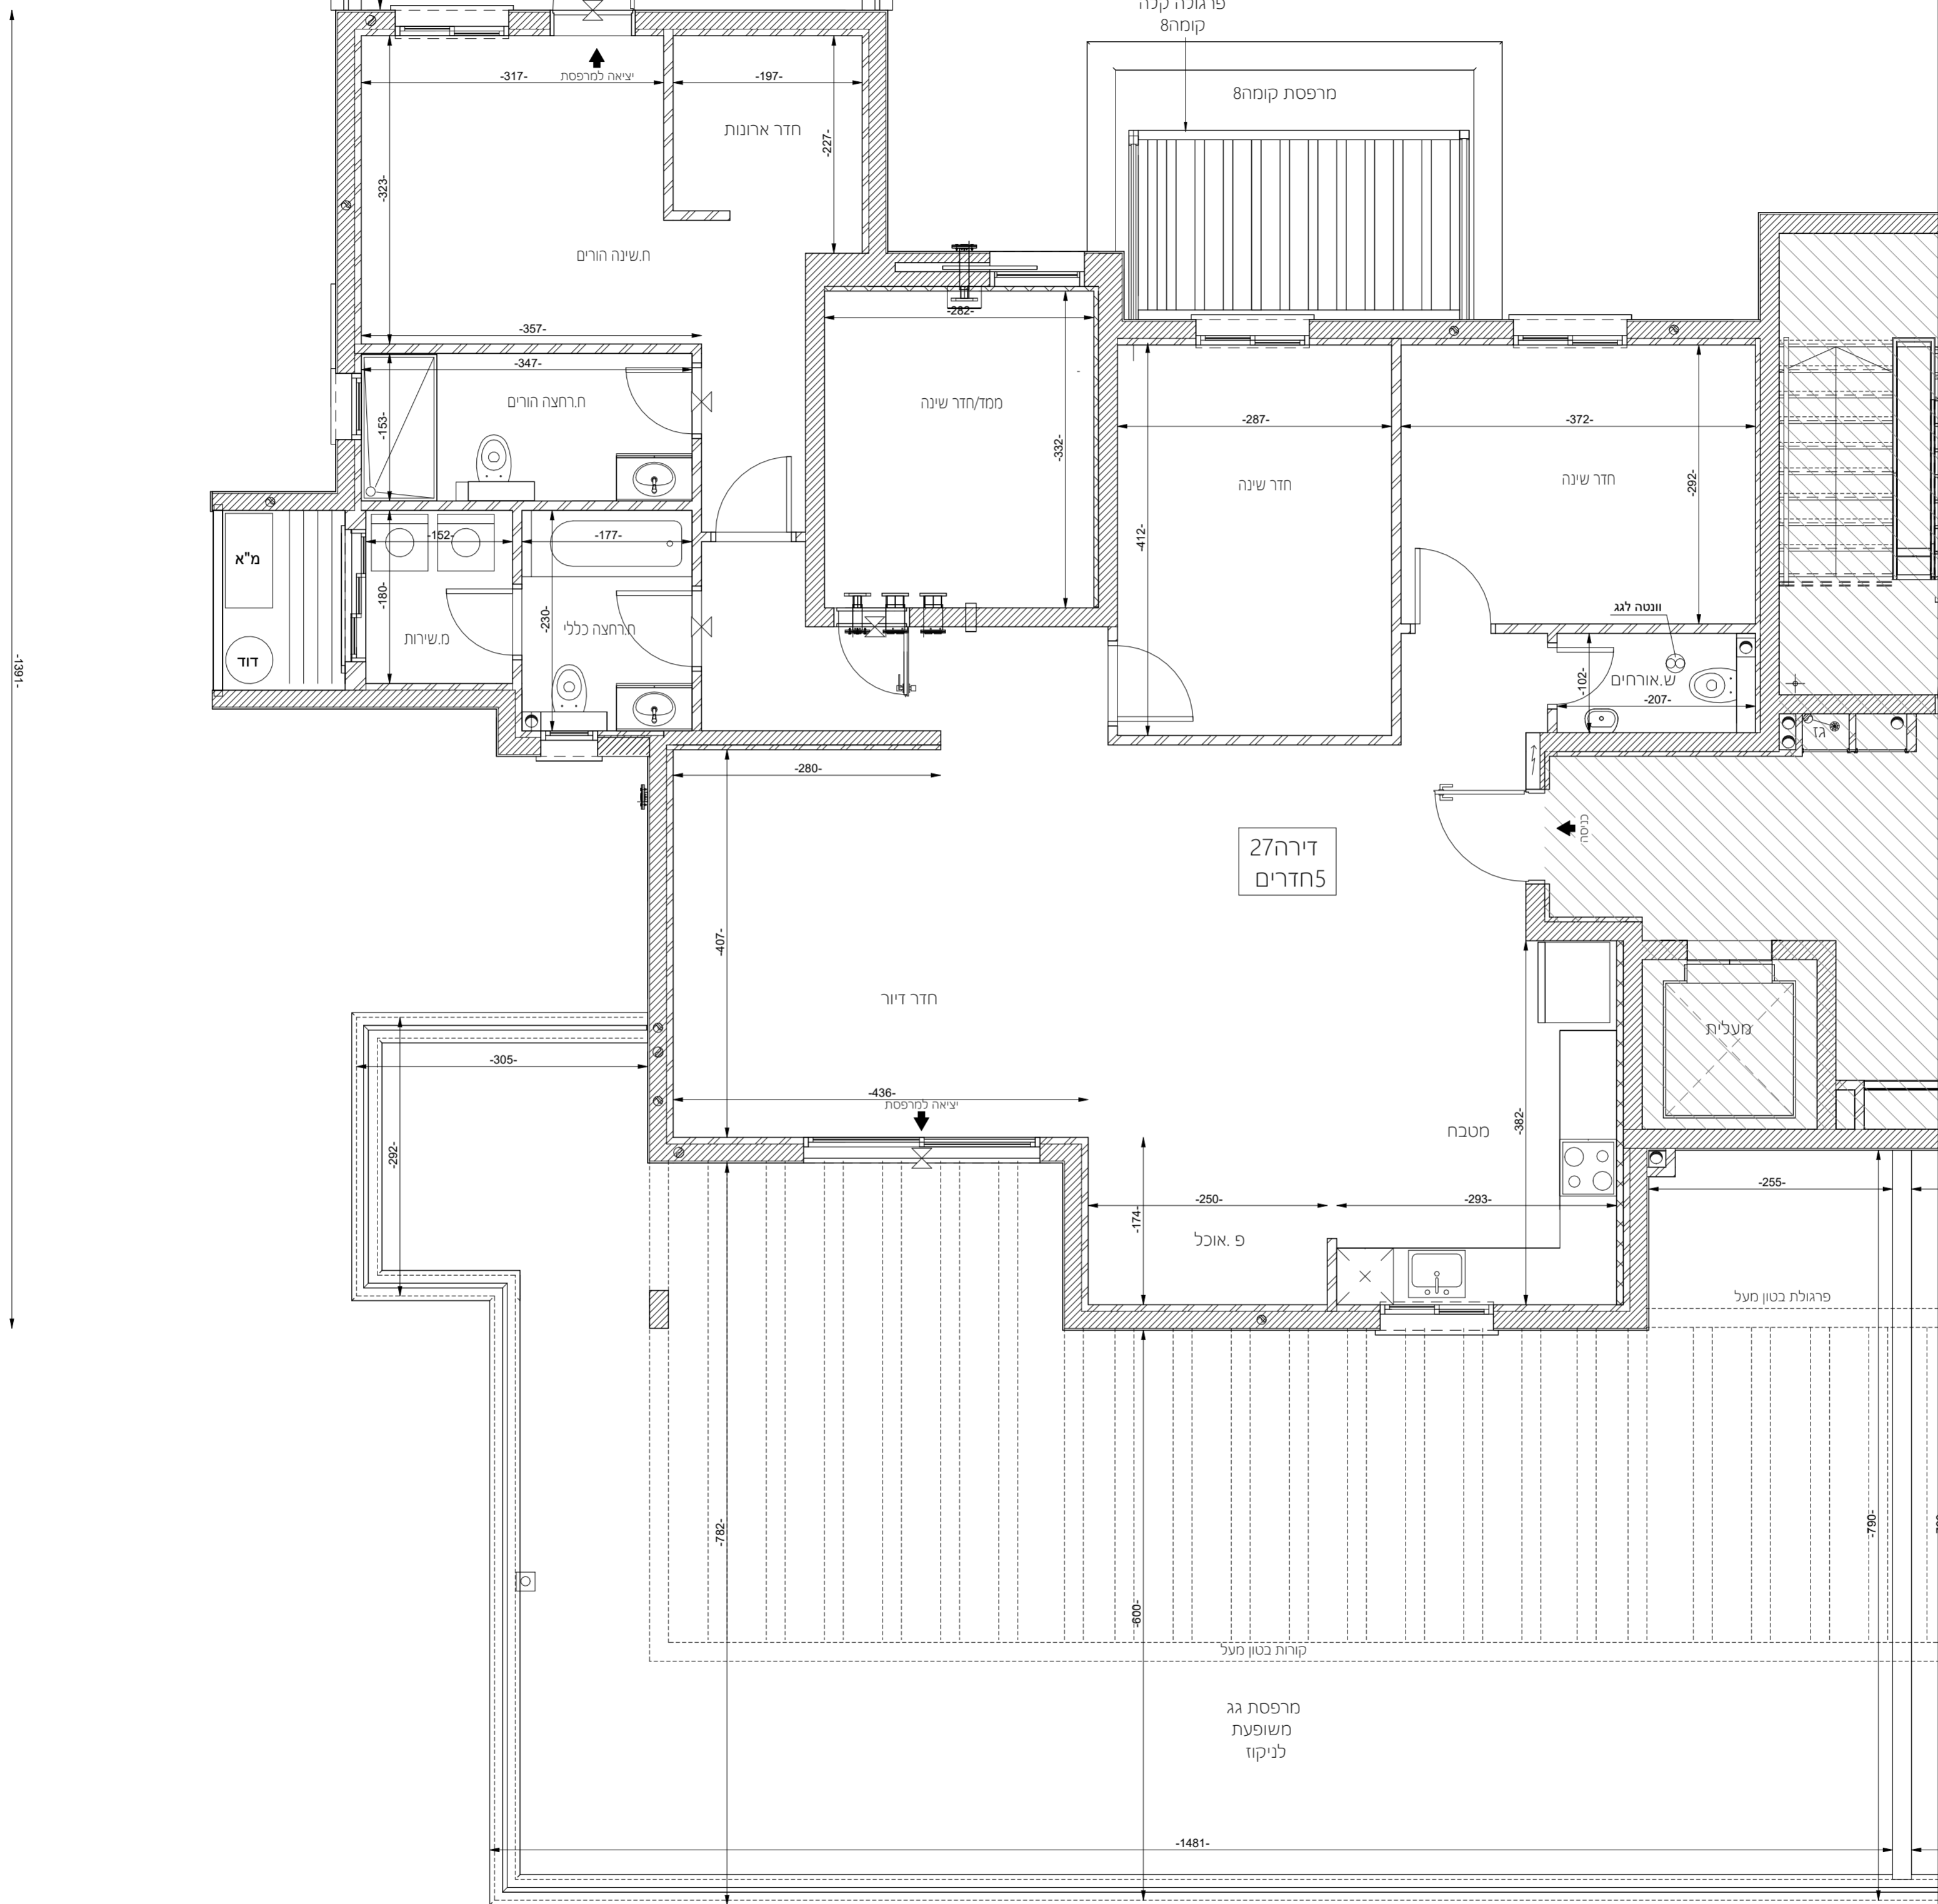 פרגולה קלה
קומה8
מרפסת קומה8
-317-
יציאה למרפסת
-197-
חדר ארונות
-227-
-323-
ח.שינה הורים
-357-
-347-
ח.רחצה הורים
-153-
-282-
ממד/חדר שינה
-332-
-287-
חדר שינה
-412-
-372-
חדר שינה
-292-
וונטה לגג
ש.אורחים
-102-
-207-
גז
מ"א
דוד
-152-
-180-
מ.שירות
-177-
-230-
ח.רחצה כללי
-1391-
-280-
דירה27
5חדרים
כניסה
-407-
חדר דיור
-436-
יציאה למרפסת
-305-
-292-
מטבח
-382-
מעלית
-250-
-293-
-174-
פ .אוכל
-255-
פרגולת בטון מעל
-782-
-600-
-790-
קורות בטון מעל
מרפסת גג
משופעת
לניקוז
-1481-